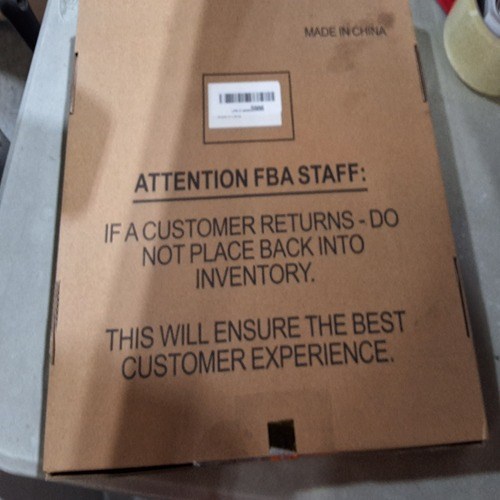 MADE IN CHINA
ATTENTION FBA STAFF:
IF A CUSTOMER RETURNS - DO
NOT PLACE BACK INTO
INVENTORY.
THIS WILL ENSURE THE BEST
CUSTOMER EXPERIENCE.